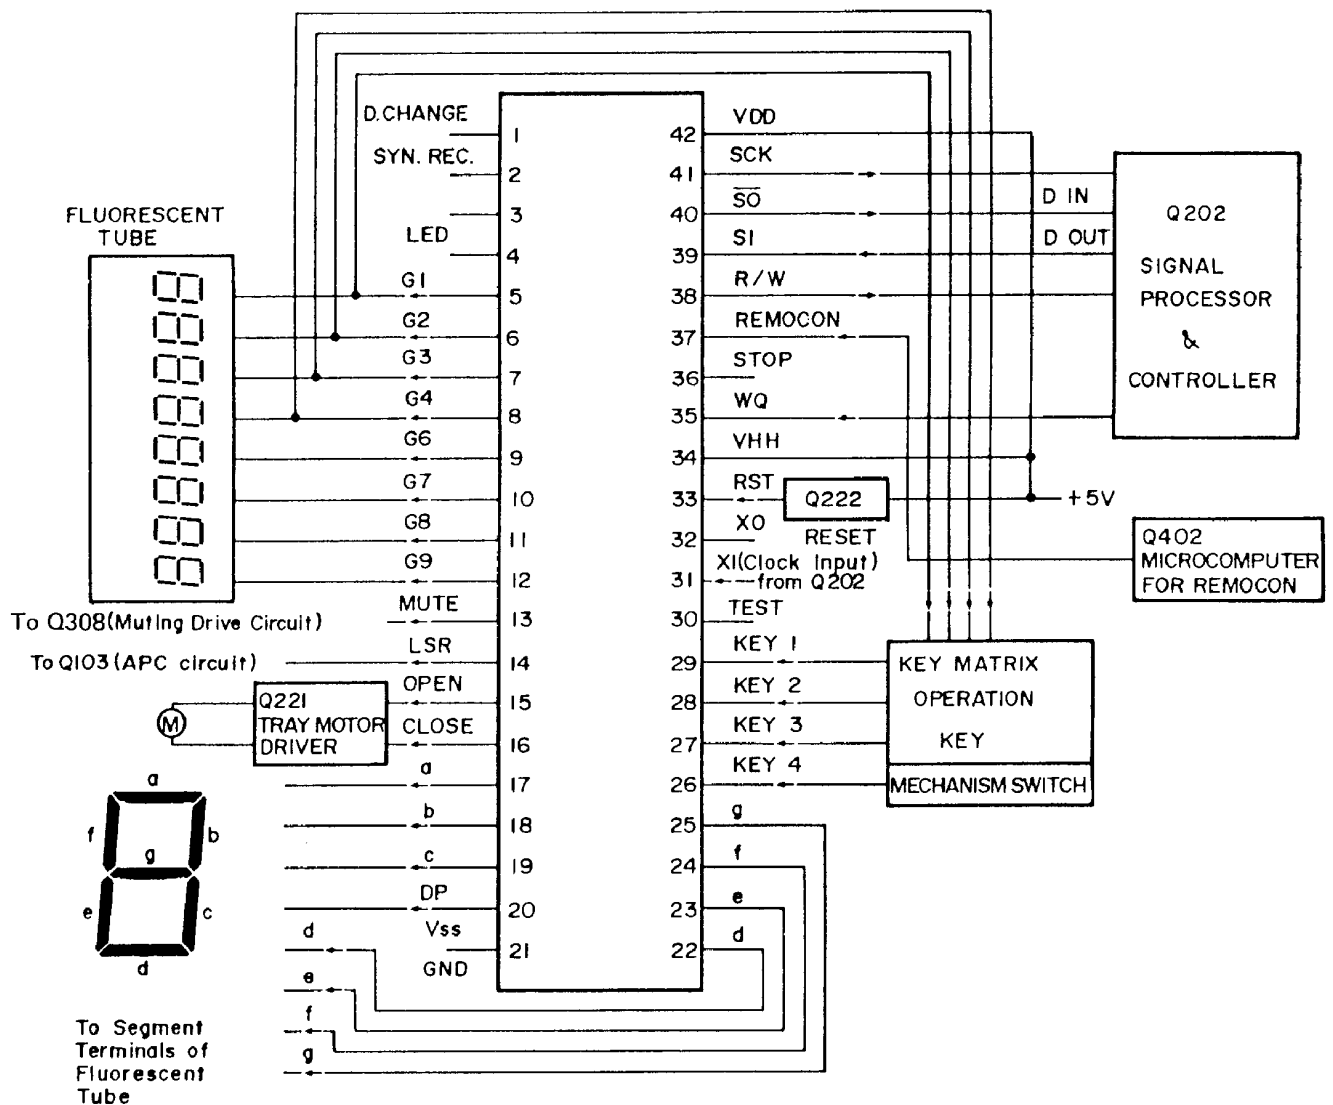 FLUORESCENT
TUBE
D.CHANGE
SYN. REC.
LED
G1
G2
G3
G4
G6
G7
G8
G9
MUTE
To Q308(Muting Drive Circuit)
LSR
To Q103(APC circuit)
OPEN
CLOSE
Q221
TRAY MOTOR
DRIVER
M
a
b
c
DP
Vss
GND
1
2
3
4
5
6
7
8
9
10
11
12
13
14
15
16
17
18
19
20
21
42
41
40
39
38
37
36
35
34
33
32
31
30
29
28
27
26
25
24
23
22
VDD
SCK
S̅O̅
SI
R/W
REMOCON
STOP
WQ
VHH
RST
XO
XI(Clock Input)
from Q202
TEST
KEY 1
KEY 2
KEY 3
KEY 4
g
f
e
d
D IN
D OUT
Q202
SIGNAL
PROCESSOR
&
CONTROLLER
Q222
RESET
+5V
Q402
MICROCOMPUTER
FOR REMOCON
KEY MATRIX
OPERATION
KEY
MECHANISM SWITCH
a
f
b
g
e
c
d
d
e
f
g
To Segment
Terminals of
Fluorescent
Tube